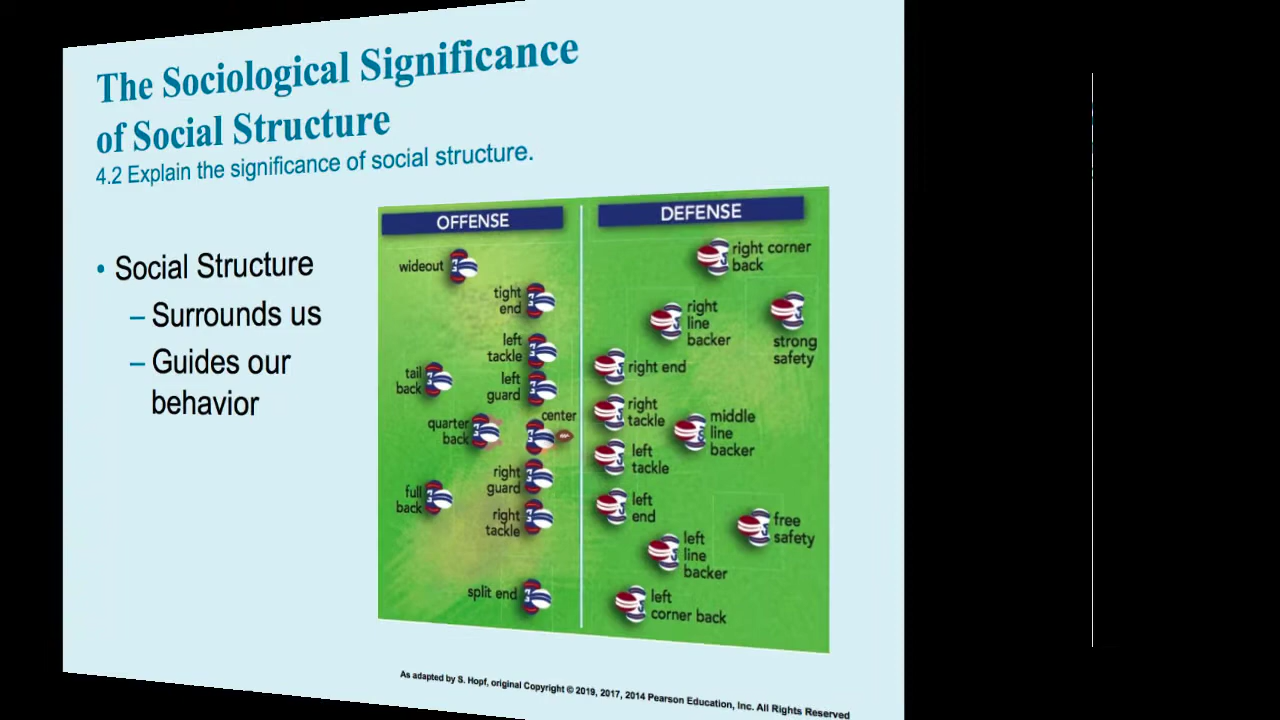 The Sociological Significance
of Social Structure
4.2 Explain the significance of social structure.
• Social Structure
– Surrounds us
– Guides our
behavior
OFFENSE
wideout
tight
end
left
tackle
left
guard
tail
back
center
quarter
back
right
guard
full
back
right
tackle
split end
DEFENSE
right corner
back
right
line
backer
strong
safety
right end
right
tackle
middle
line
backer
left
tackle
left
end
free
safety
left
line
backer
left
corner back
As adapted by S. Hopf, original Copyright © 2019, 2017, 2014 Pearson Education, Inc. All Rights Reserved